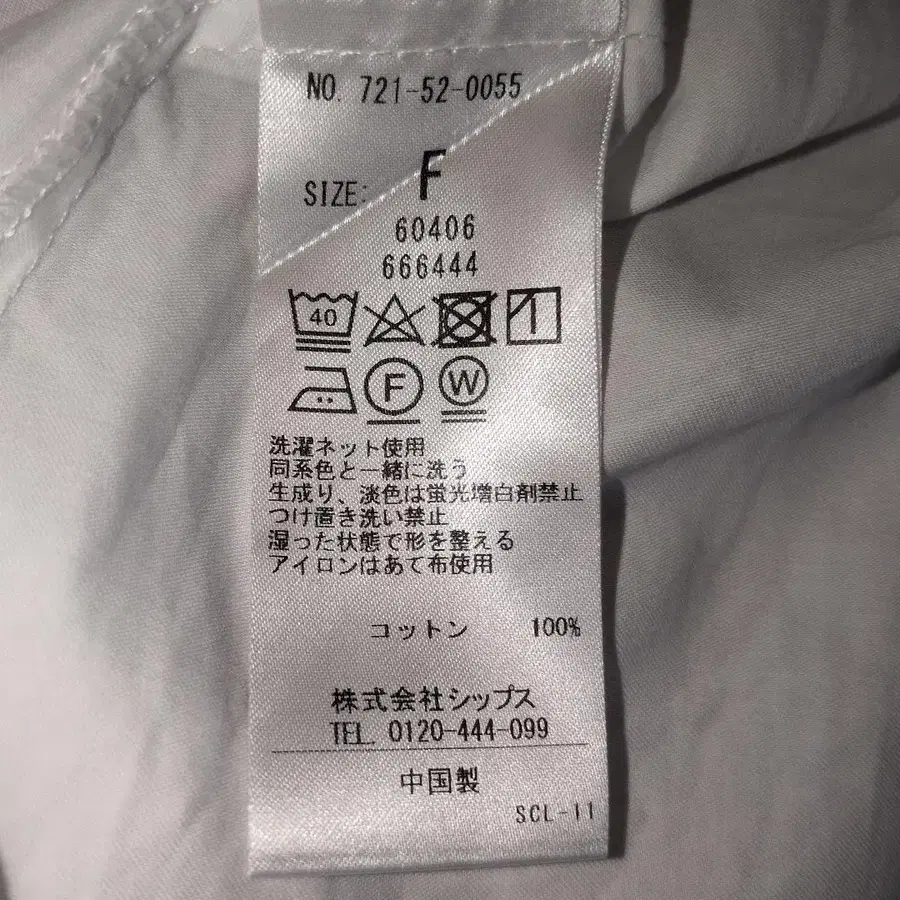 NO. 721-52-0055
SIZE: F
60406
666444
40
F W
洗濯ネット使用
同系色と一緒に洗う
生成り、淡色は蛍光増白剤禁止
つけ置き洗い禁止
湿った状態で形を整える
アイロンはあて布使用
コットン 100%
株式会社シップス
TEL. 0120-444-099
中国製
SCL-11